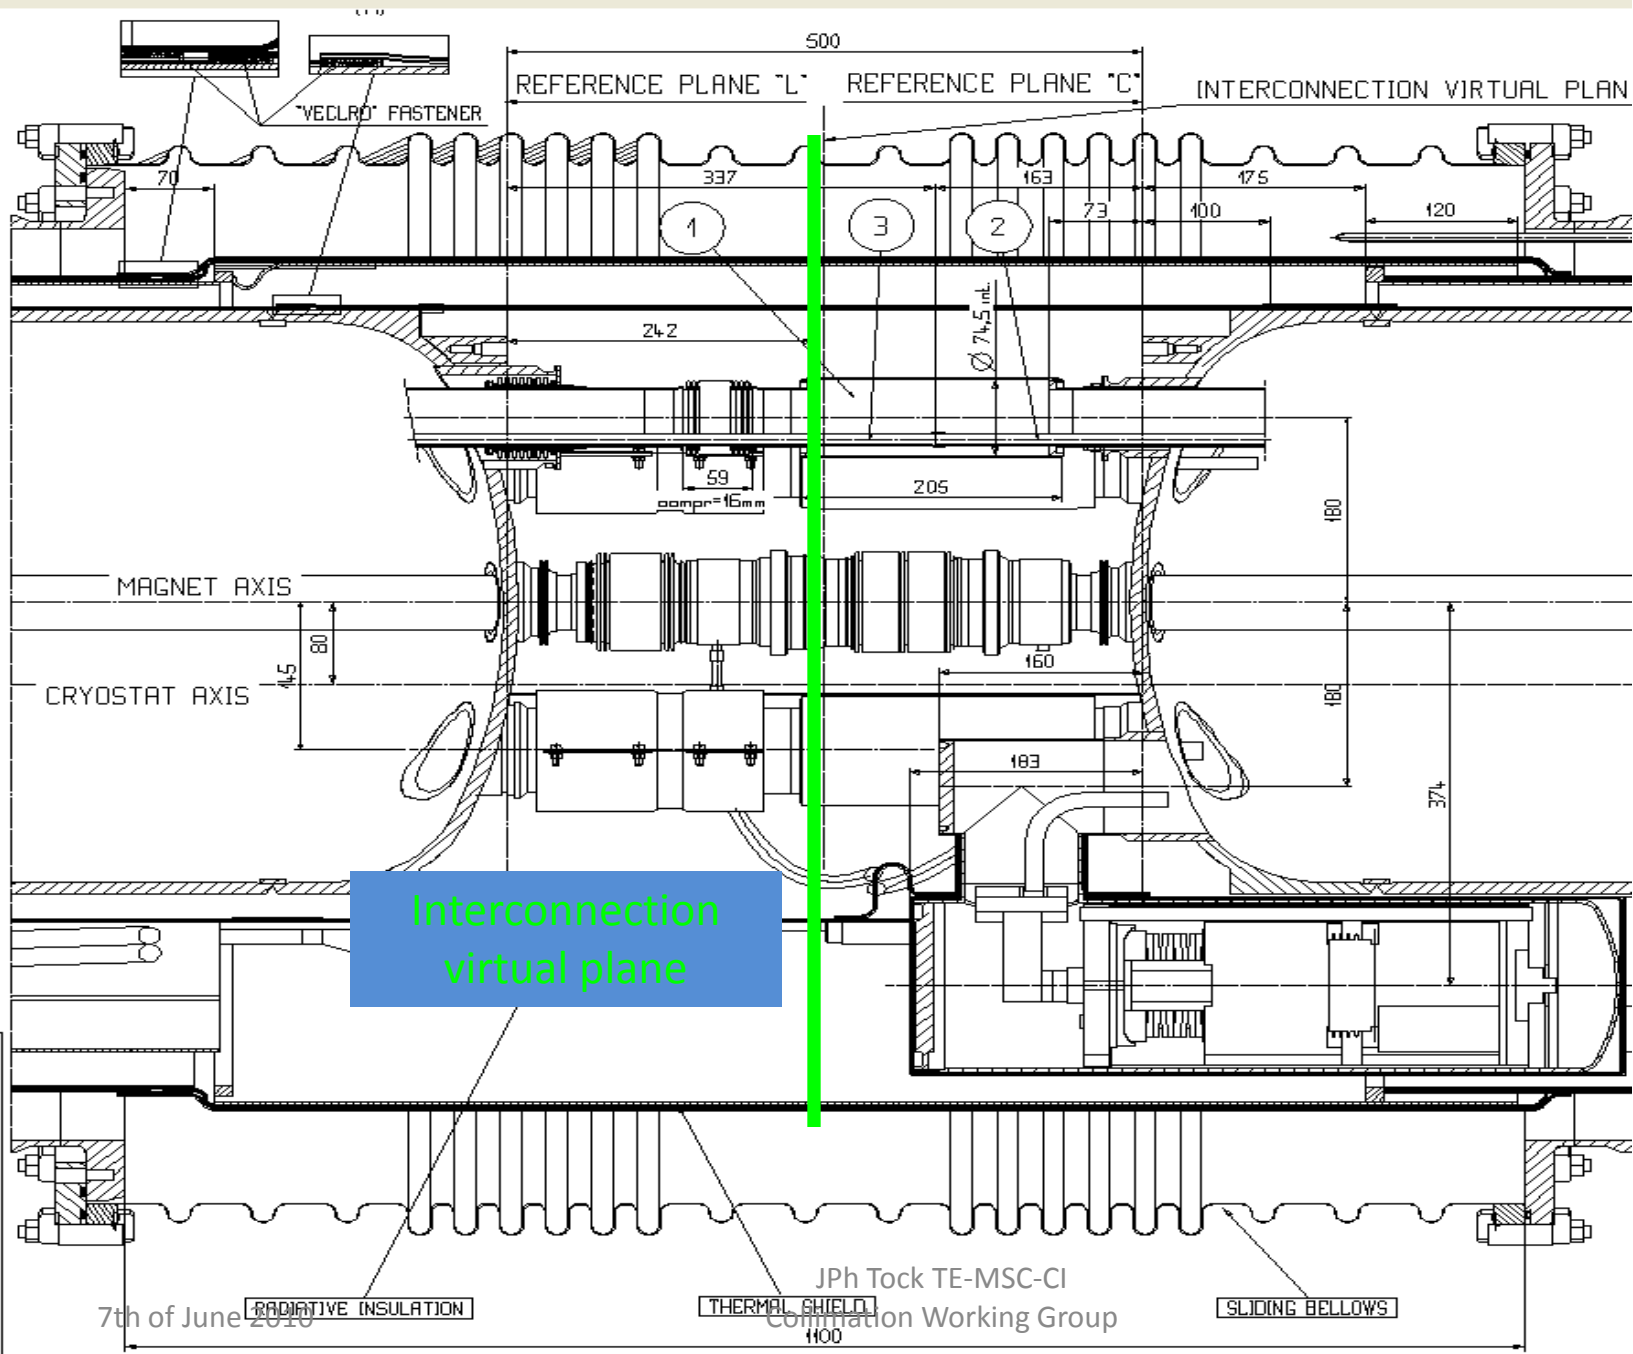 500
REFERENCE PLANE "L" REFERENCE PLANE "C"
INTERCONNECTION VIRTUAL PLAN
"VECLRO" FASTENER
70
337
163
175
1
3
2
73
100
120
242
Ø 74,5 int.
59
compr=16mm
205
180
MAGNET AXIS
80
145
CRYOSTAT AXIS
160
180
183
374
Interconnection
virtual plane
JPh Tock TE-MSC-CI
RADIATIVE INSULATION
THERMAL SHIELD
SLIDING BELLOWS
7th of June 2010
Collimation Working Group
1100